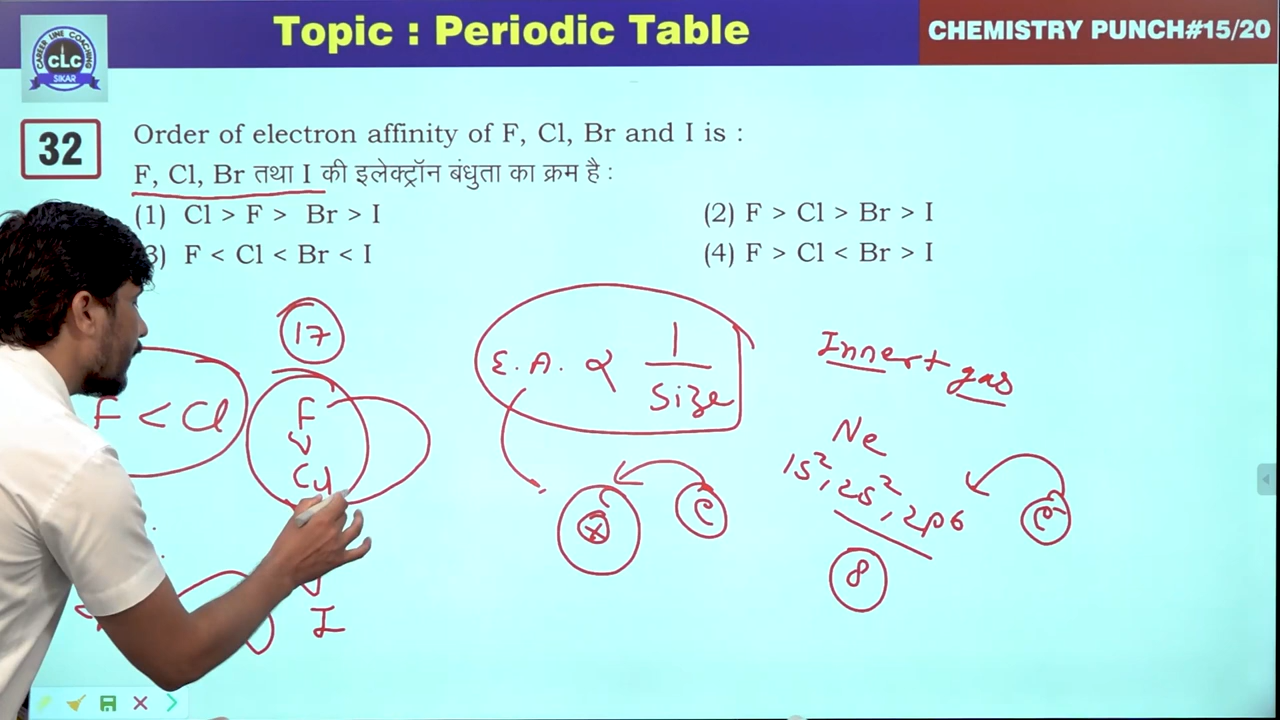 Topic : Periodic Table
CHEMISTRY PUNCH#15/20
CAREER LINE COACHING
CLC
SIKAR
32
Order of electron affinity of F, Cl, Br and I is :
F, Cl, Br तथा I की इलेक्ट्रॉन बंधुता का क्रम है :
(1) Cl > F > Br > I
(2) F > Cl > Br > I
3) F < Cl < Br < I
(4) F > Cl < Br > I
17
E. A. ∝ 1/Size
Innert gas
F < Cl
F
∨
Cl
Ne
1s², 2s², 2p6
e
e
8
I